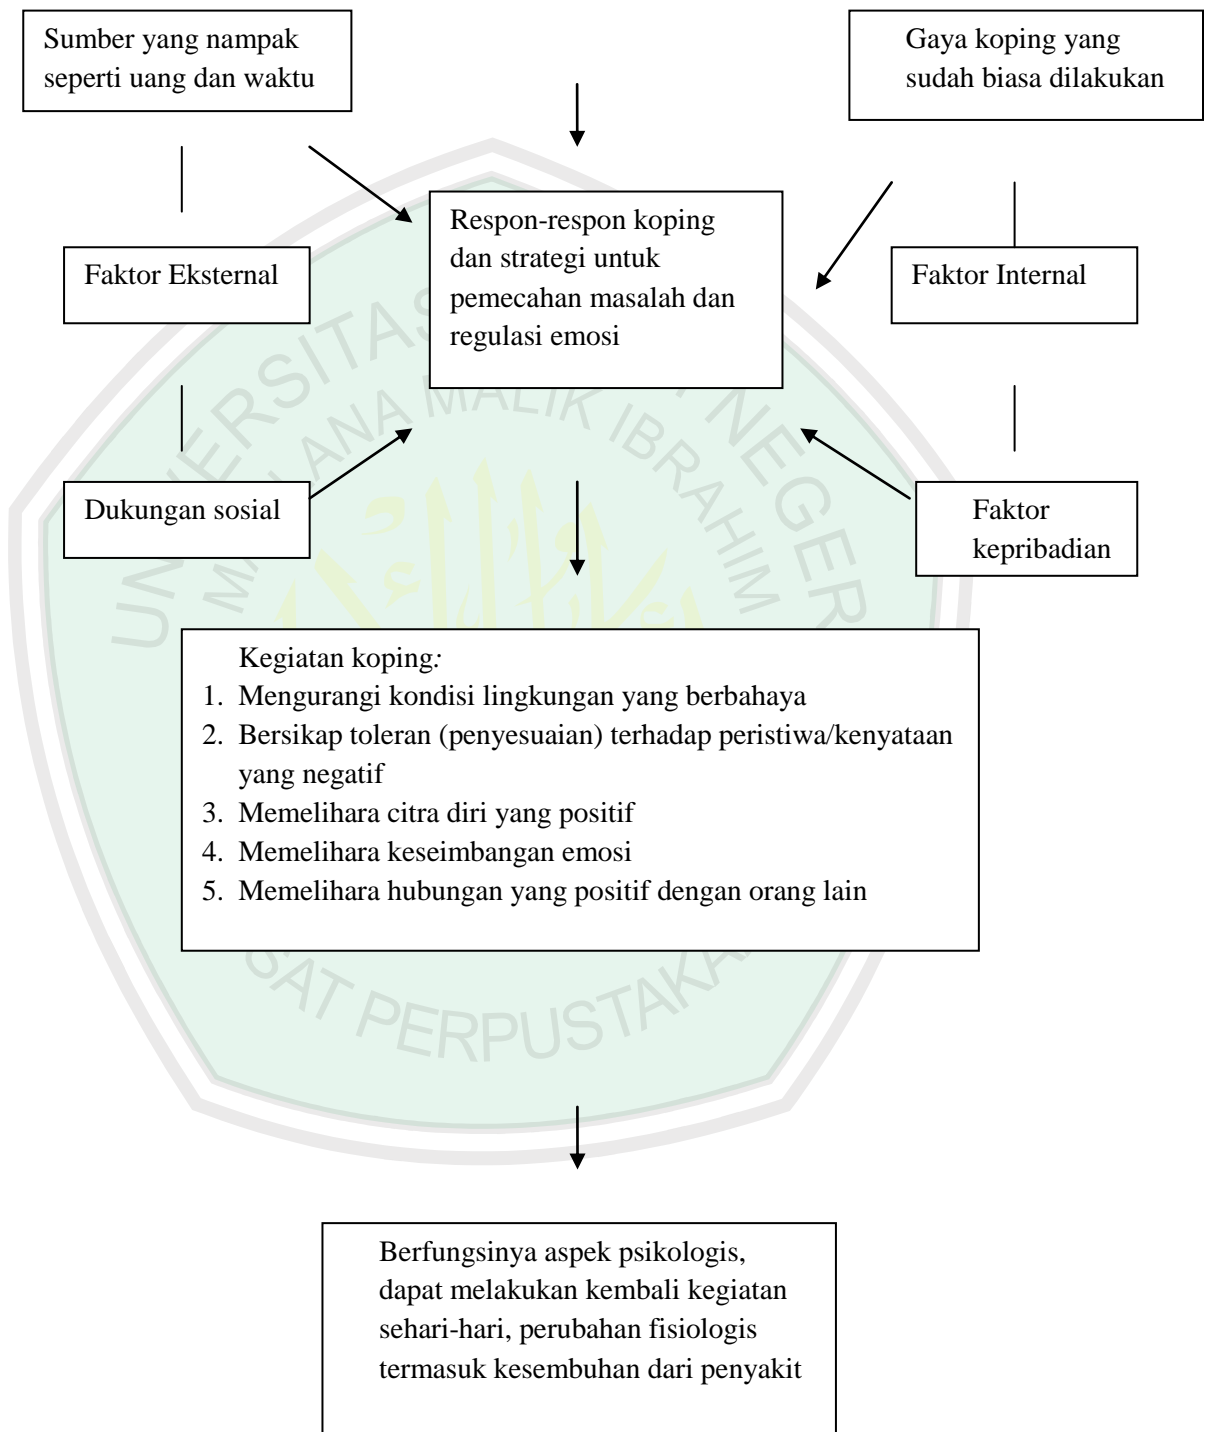 Sumber yang nampak
seperti uang dan waktu
Gaya koping yang
sudah biasa dilakukan
Respon-respon koping
dan strategi untuk
pemecahan masalah dan
regulasi emosi
Faktor Eksternal
Faktor Internal
Dukungan sosial
Faktor
kepribadian
Kegiatan koping:
1. Mengurangi kondisi lingkungan yang berbahaya
2. Bersikap toleran (penyesuaian) terhadap peristiwa/kenyataan
yang negatif
3. Memelihara citra diri yang positif
4. Memelihara keseimbangan emosi
5. Memelihara hubungan yang positif dengan orang lain
Berfungsinya aspek psikologis,
dapat melakukan kembali kegiatan
sehari-hari, perubahan fisiologis
termasuk kesembuhan dari penyakit
MALIK IBRAHIM